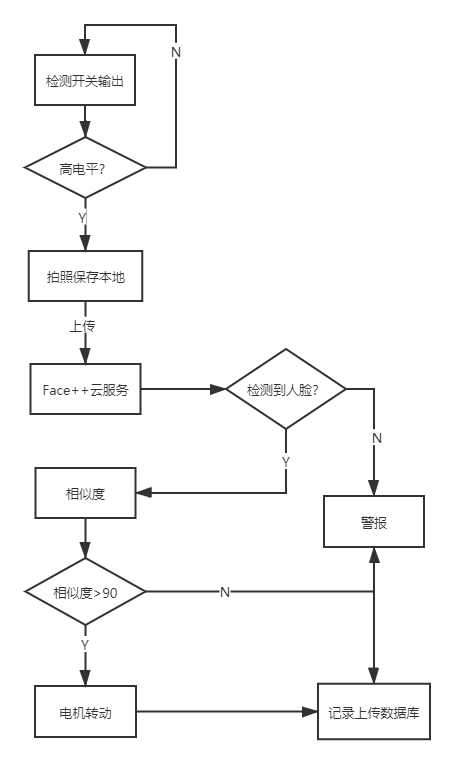 N
检测开关输出
高电平？
Y
拍照保存本地
上传
Face++云服务
检测到人脸？
N
Y
相似度
警报
相似度>90
N
Y
电机转动
记录上传数据库